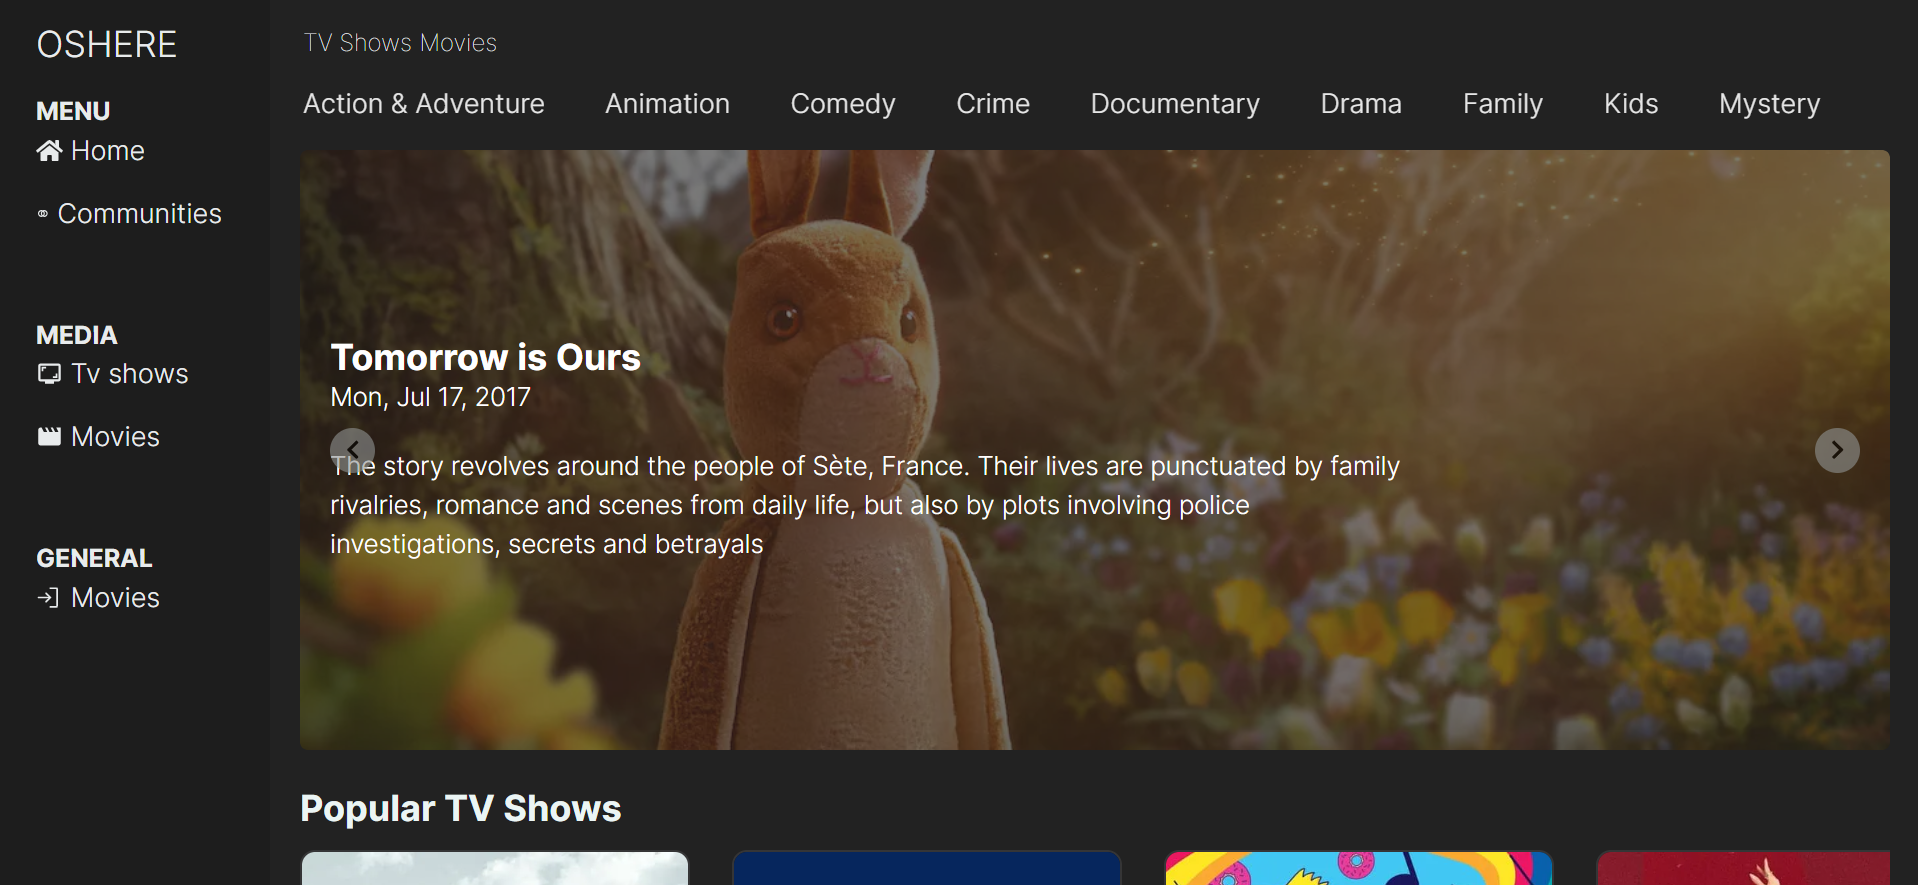 OSHERE
MENU
Home
Communities
MEDIA
Tv shows
Movies
GENERAL
Movies
TV Shows Movies
Action & Adventure Animation Comedy Crime Documentary Drama Family Kids Mystery
Tomorrow is Ours
Mon, Jul 17, 2017
The story revolves around the people of Sète, France. Their lives are punctuated by family
rivalries, romance and scenes from daily life, but also by plots involving police
investigations, secrets and betrayals
Popular TV Shows